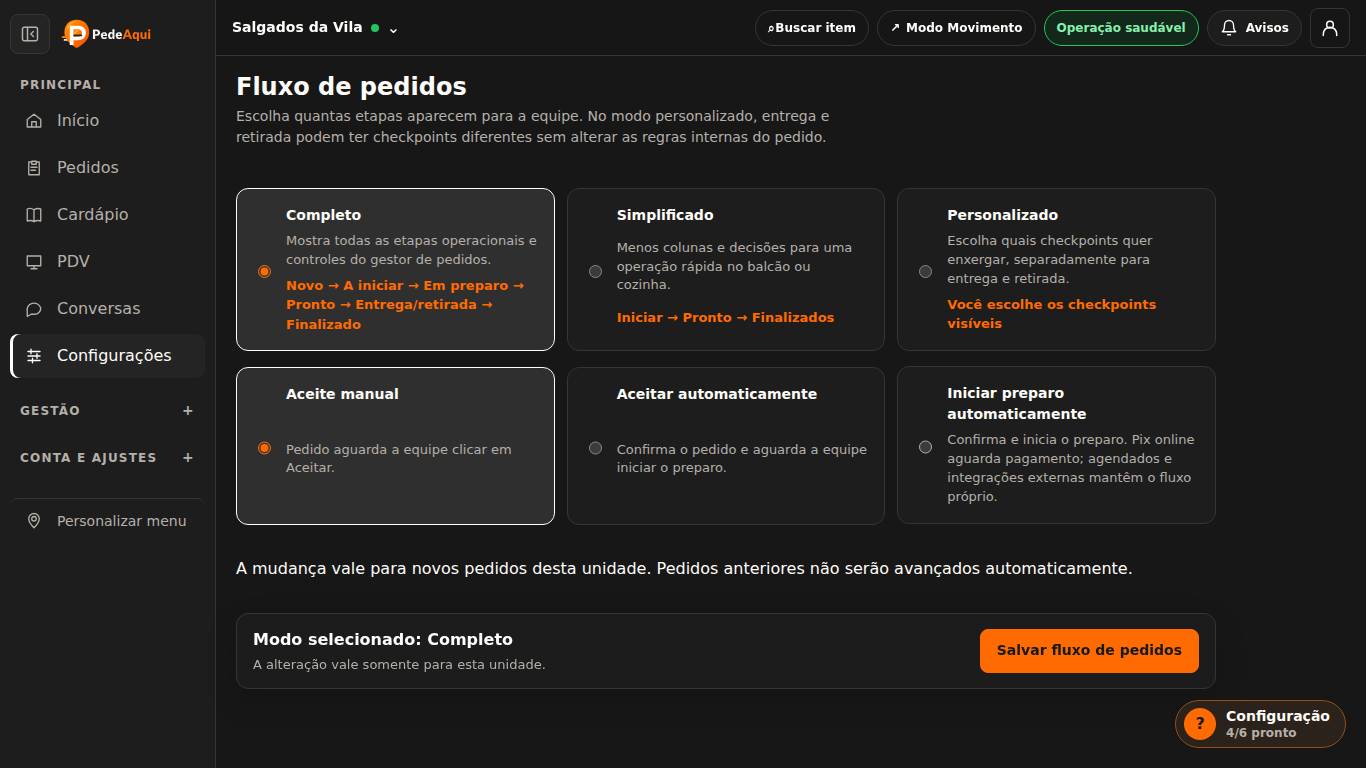 PedeAqui
Salgados da Vila
Buscar item
Modo Movimento
Operação saudável
Avisos
PRINCIPAL
Início
Pedidos
Cardápio
PDV
Conversas
Configurações
GESTÃO +
CONTA E AJUSTES +
Personalizar menu
Fluxo de pedidos
Escolha quantas etapas aparecem para a equipe. No modo personalizado, entrega e
retirada podem ter checkpoints diferentes sem alterar as regras internas do pedido.
Completo
Mostra todas as etapas operacionais e
controles do gestor de pedidos.
Novo → A iniciar → Em preparo →
Pronto → Entrega/retirada →
Finalizado
Simplificado
Menos colunas e decisões para uma
operação rápida no balcão ou
cozinha.
Iniciar → Pronto → Finalizados
Personalizado
Escolha quais checkpoints quer
enxergar, separadamente para
entrega e retirada.
Você escolhe os checkpoints
visíveis
Aceite manual
Pedido aguarda a equipe clicar em
Aceitar.
Aceitar automaticamente
Confirma o pedido e aguarda a equipe
iniciar o preparo.
Iniciar preparo
automaticamente
Confirma e inicia o preparo. Pix online
aguarda pagamento; agendados e
integrações externas mantêm o fluxo
próprio.
A mudança vale para novos pedidos desta unidade. Pedidos anteriores não serão avançados automaticamente.
Modo selecionado: Completo
A alteração vale somente para esta unidade.
Salvar fluxo de pedidos
?
Configuração
4/6 pronto